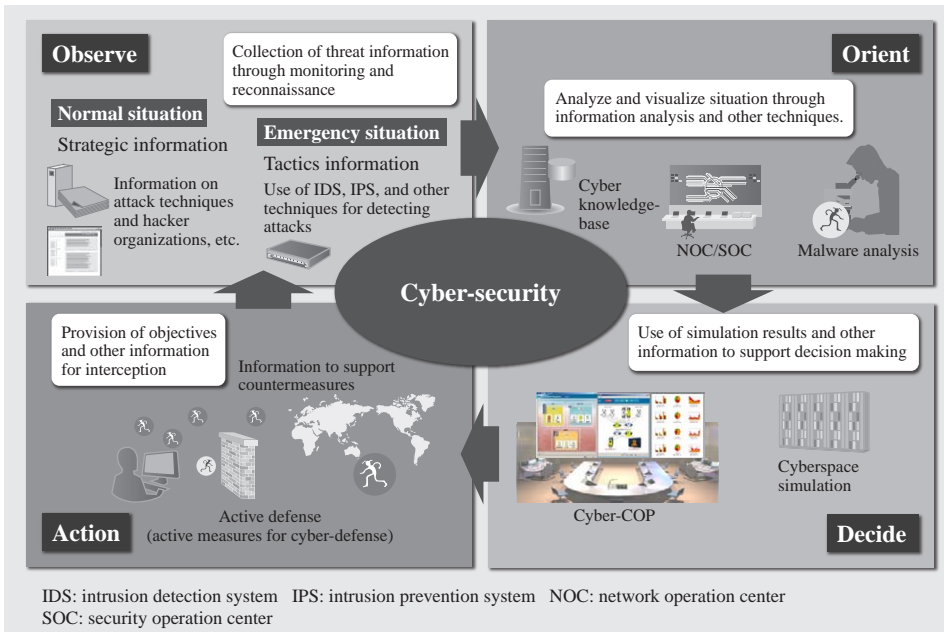 Observe
Collection of threat information
through monitoring and
reconnaissance
Normal situation
Strategic information
Information on
attack techniques
and hacker
organizations, etc.
Emergency situation
Tactics information
Use of IDS, IPS, and other
techniques for detecting
attacks
Orient
Analyze and visualize situation through
information analysis and other techniques.
Cyber
knowledge-
base
NOC/SOC
Malware analysis
Cyber-security
Provision of objectives
and other information
for interception
Information to support
countermeasures
Active defense
(active measures for cyber-defense)
Action
Use of simulation results and other
information to support decision making
Cyber-COP
Cyberspace
simulation
Decide
IDS: intrusion detection system IPS: intrusion prevention system NOC: network operation center
SOC: security operation center